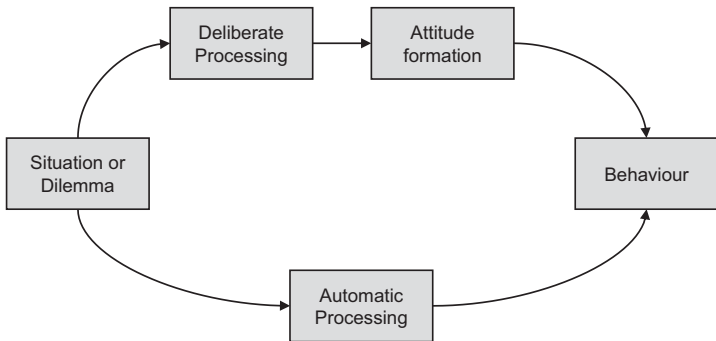 Deliberate
Processing
Attitude
formation
Situation or
Dilemma
Behaviour
Automatic
Processing